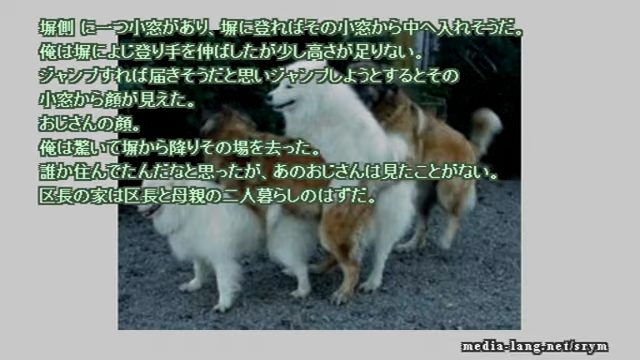 塀側 に一つ小窓があり、塀に登ればその小窓から中へ入れそうだ。
俺は塀によじ登り手を伸ばしたが少し高さが足りない。
ジャンプすれば届きそうだと思いジャンプしようとするとその
小窓から顔が見えた。
おじさんの顔。
俺は驚いて塀から降りその場を去った。
誰か住んでたんだなと思ったが、あのおじさんは見たことがない。
区長の家は区長と母親の二人暮らしのはずだ。
media-lang-net/srym